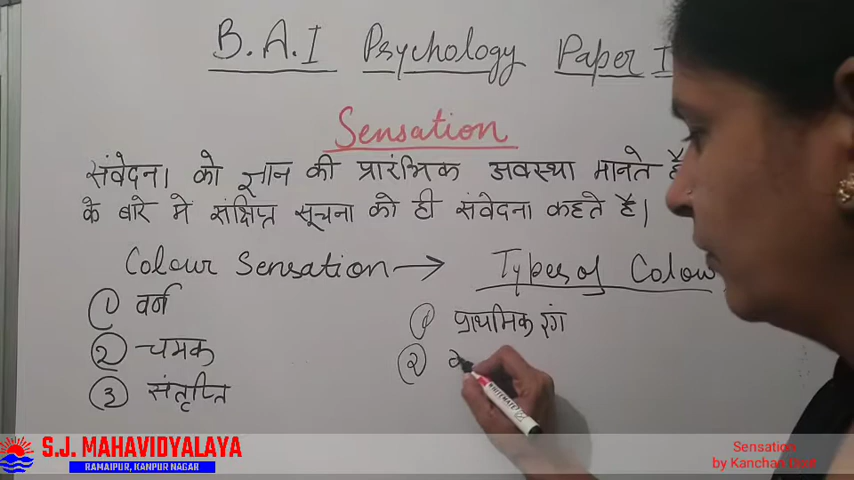 B.A.I Psychology Paper I
Sensation
संवेदना को ज्ञान की प्रारंभिक अवस्था मानते है
के बारे मे संक्षिप्त सूचना को ही संवेदना कहते है।
Colour Sensation → Types of Colour
① वर्न
② चमक
③ संतृप्ति
① प्राथमिक रंग
②
S.J. MAHAVIDYALAYA
RAMAIPUR, KANPUR NAGAR
Sensation
by Kanchan